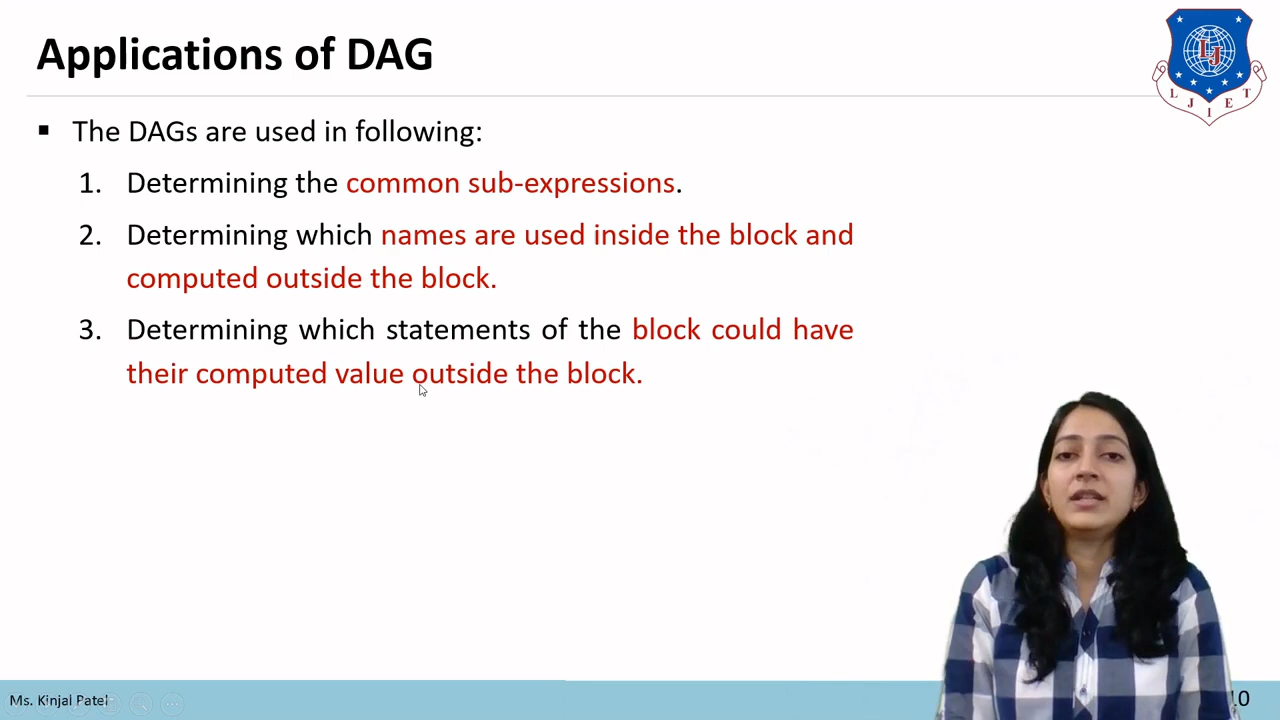 Applications of DAG
▪ The DAGs are used in following:
1. Determining the common sub-expressions.
2. Determining which names are used inside the block and
computed outside the block.
3. Determining which statements of the block could have
their computed value outside the block.
LJ
L J I E T
Ms. Kinjal Patel
10